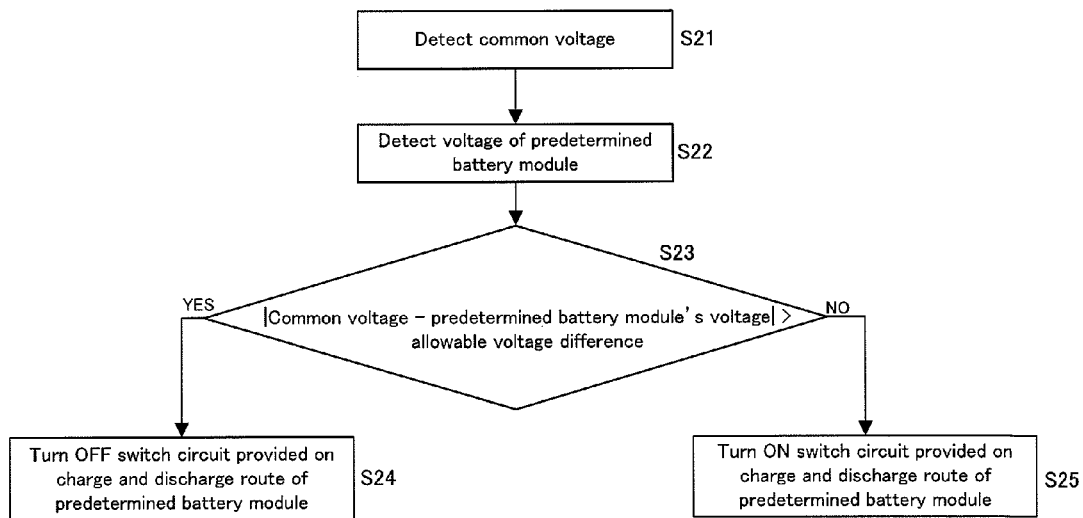 Detect common voltage
S21
Detect voltage of predetermined
battery module
S22
S23
YES
NO
|Common voltage − predetermined battery module's voltage| >
allowable voltage difference
Turn OFF switch circuit provided on
charge and discharge route of
predetermined battery module
S24
Turn ON switch circuit provided on
charge and discharge route of
predetermined battery module
S25